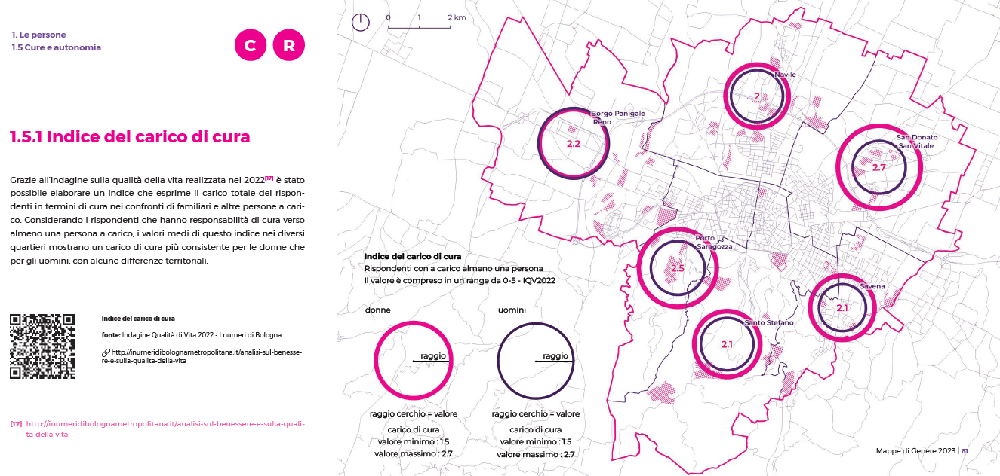 1. Le persone
1.5 Cure e autonomia
C R
1.5.1 Indice del carico di cura
Grazie all'indagine sulla qualità della vita realizzata nel 2022[17] è stato
possibile elaborare un indice che esprime il carico totale dei rispon-
denti in termini di cura nei confronti di familiari e altre persone a cari-
co. Considerando i rispondenti che hanno responsabilità di cura verso
almeno una persona a carico, i valori medi di questo indice nei diversi
quartieri mostrano un carico di cura più consistente per le donne che
per gli uomini, con alcune differenze territoriali.
Indice del carico di cura
fonte: Indagine Qualità di Vita 2022 - I numeri di Bologna
http://inumeridibolognametropolitana.it/analisi-sul-benesse-
re-e-sulla-qualita-della-vita
[17] http://inumeridibolognametropolitana.it/analisi-sul-benessere-e-sulla-quali-
ta-della-vita
0 1 2 km
Navile
2
Borgo Panigale
Reno
2.2
San Donato
San Vitale
2.7
Porto
Saragozza
2.5
Savena
2.1
Santo Stefano
2.1
Indice del carico di cura
Rispondenti con a carico almeno una persona
Il valore è compreso in un range da 0-5 - IQV2022
donne
uomini
raggio
raggio
raggio cerchio = valore
carico di cura
valore minimo : 1.5
valore massimo : 2.7
raggio cerchio = valore
carico di cura
valore minimo : 1.5
valore massimo : 2.7
Mappe di Genere 2023 | 61